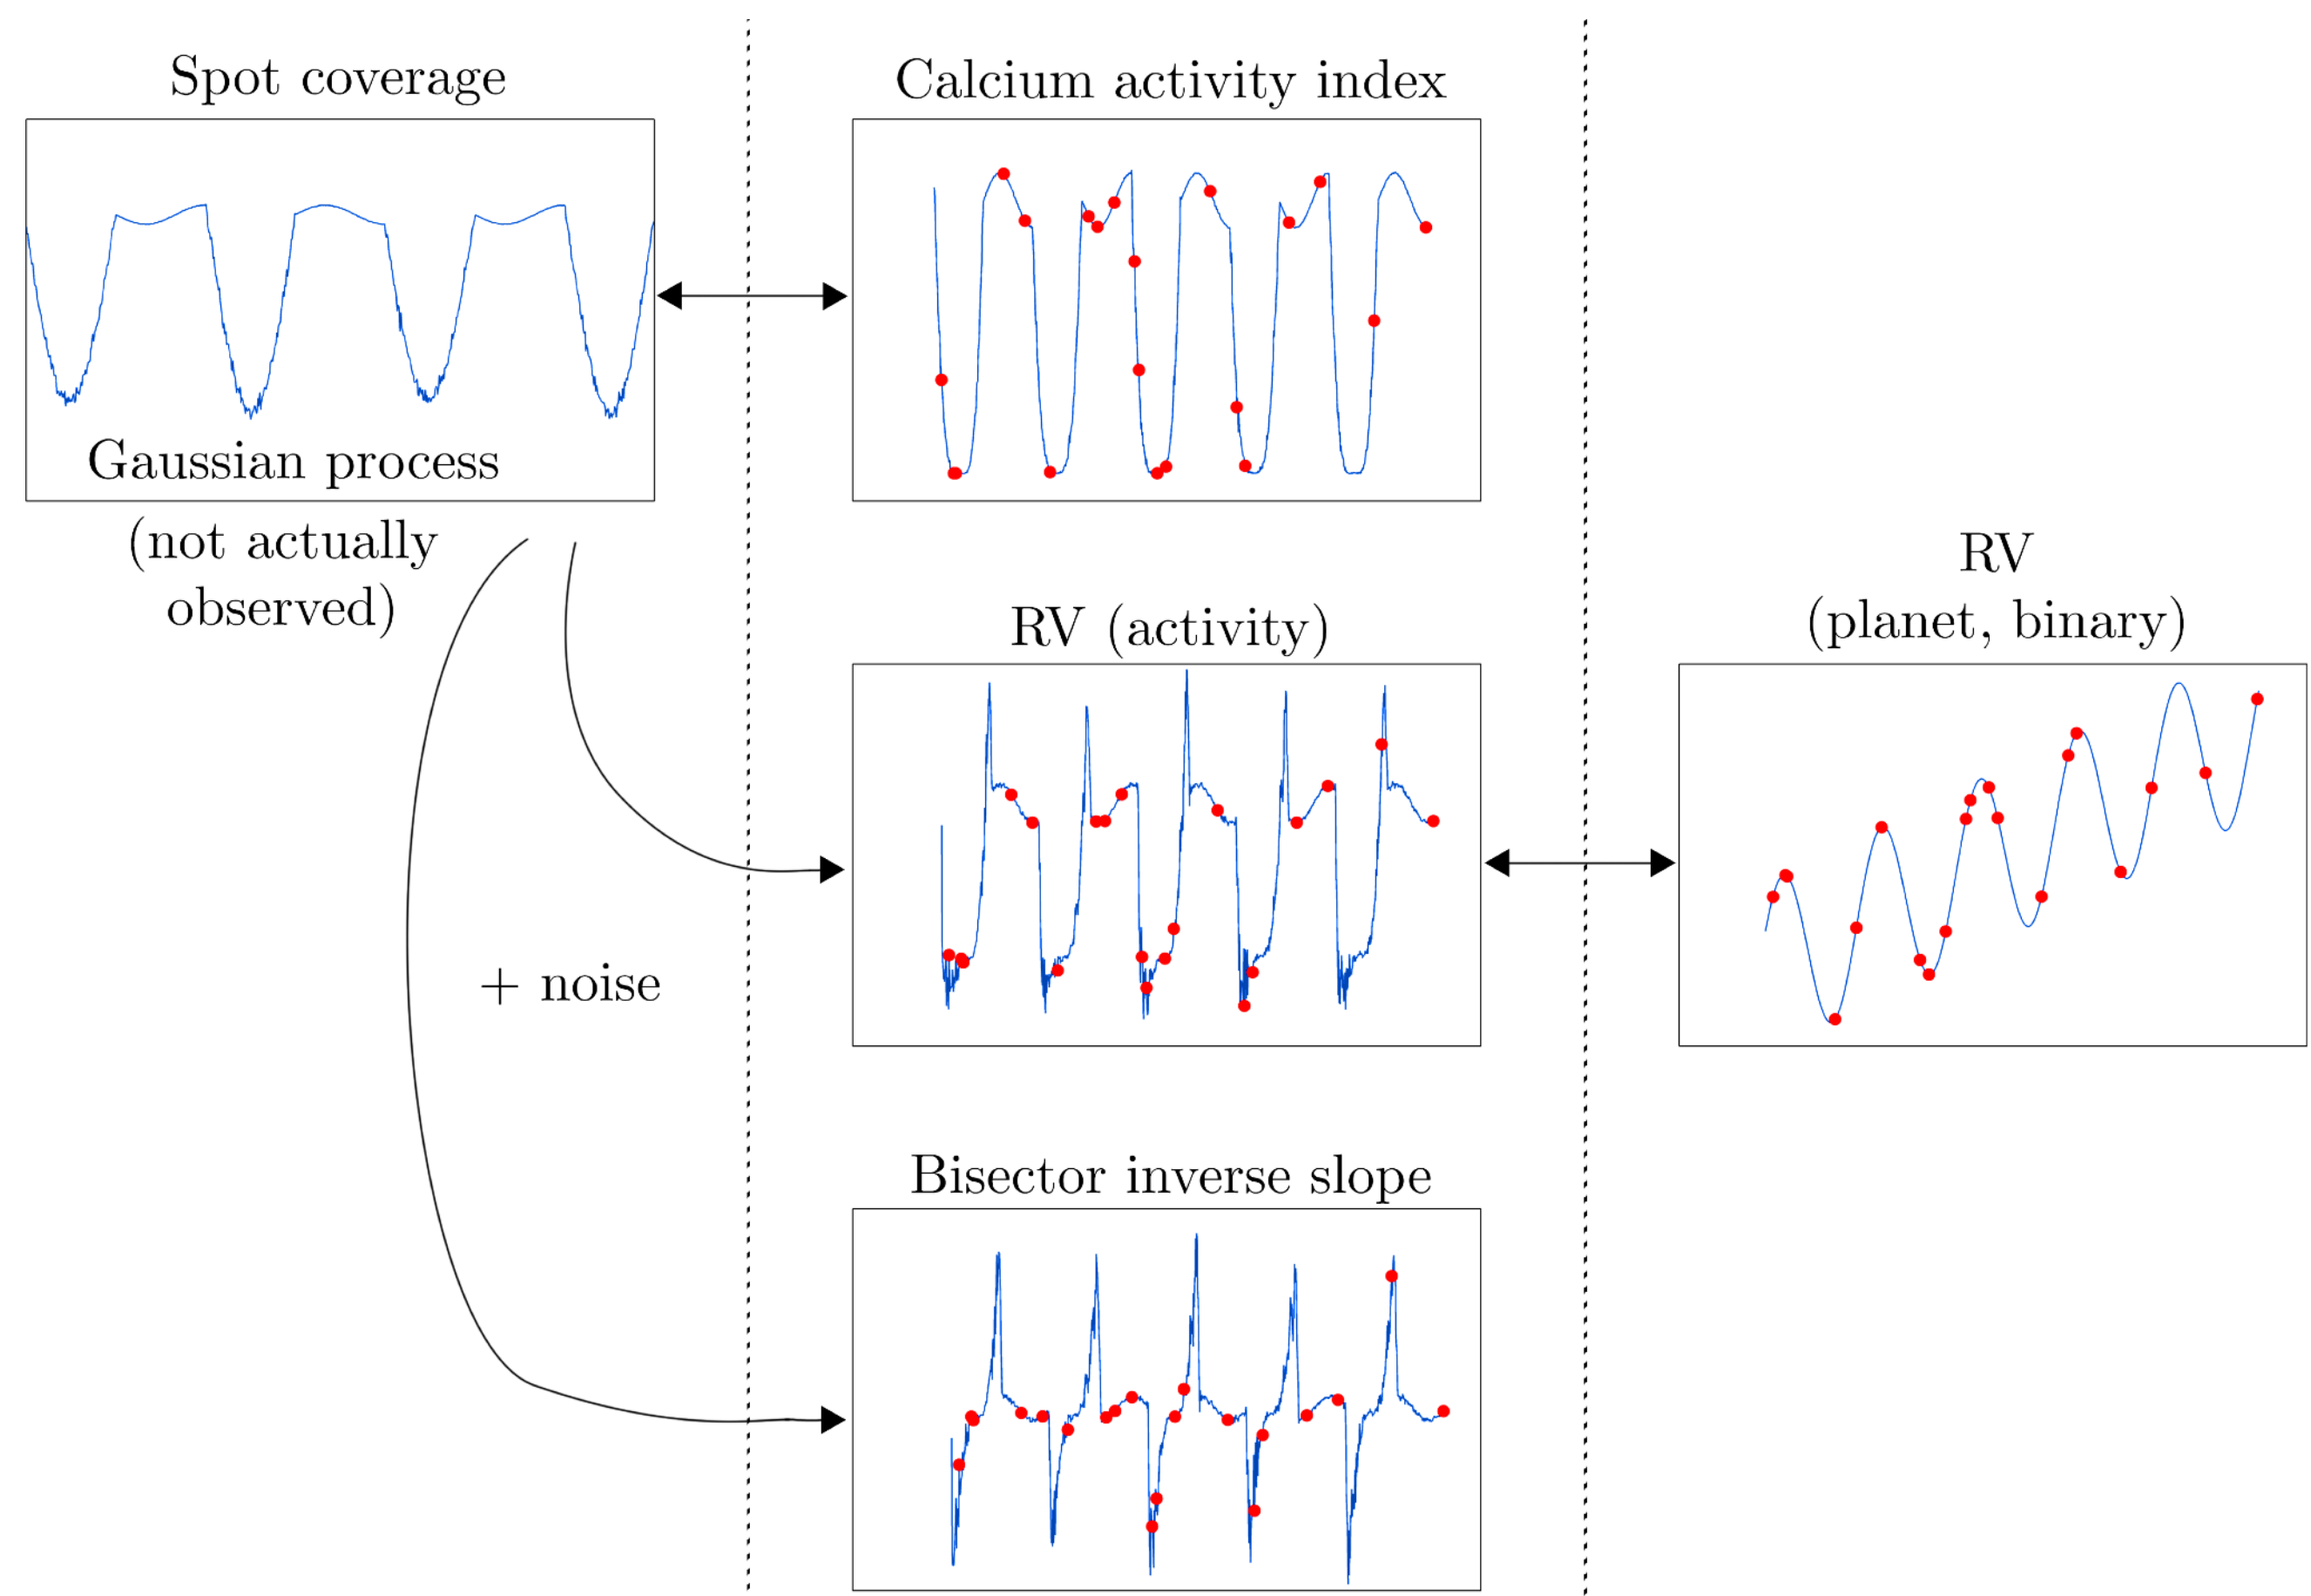 Spot coverage
Gaussian process
(not actually
observed)
+ noise
Calcium activity index
RV (activity)
Bisector inverse slope
RV
(planet, binary)